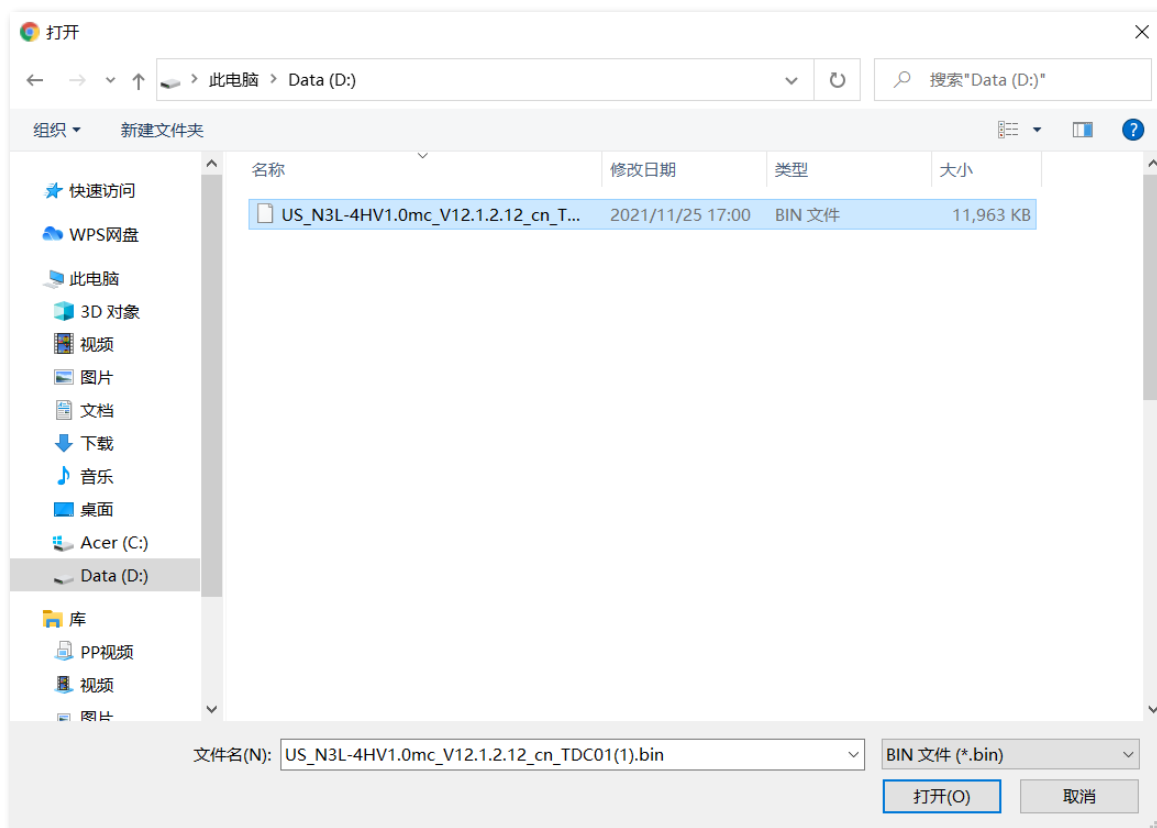 打开
此电脑 Data (D:) 搜索"Data (D:)"
组织 新建文件夹 ?
名称 修改日期 类型 大小
US_N3L-4HV1.0mc_V12.1.2.12_cn_T... 2021/11/25 17:00 BIN 文件 11,963 KB
快速访问
WPS网盘
此电脑
3D 对象
视频
图片
文档
下载
音乐
桌面
Acer (C:)
Data (D:)
库
PP视频
视频
图片
文件名(N): US_N3L-4HV1.0mc_V12.1.2.12_cn_TDC01(1).bin BIN 文件 (*.bin)
打开(O) 取消